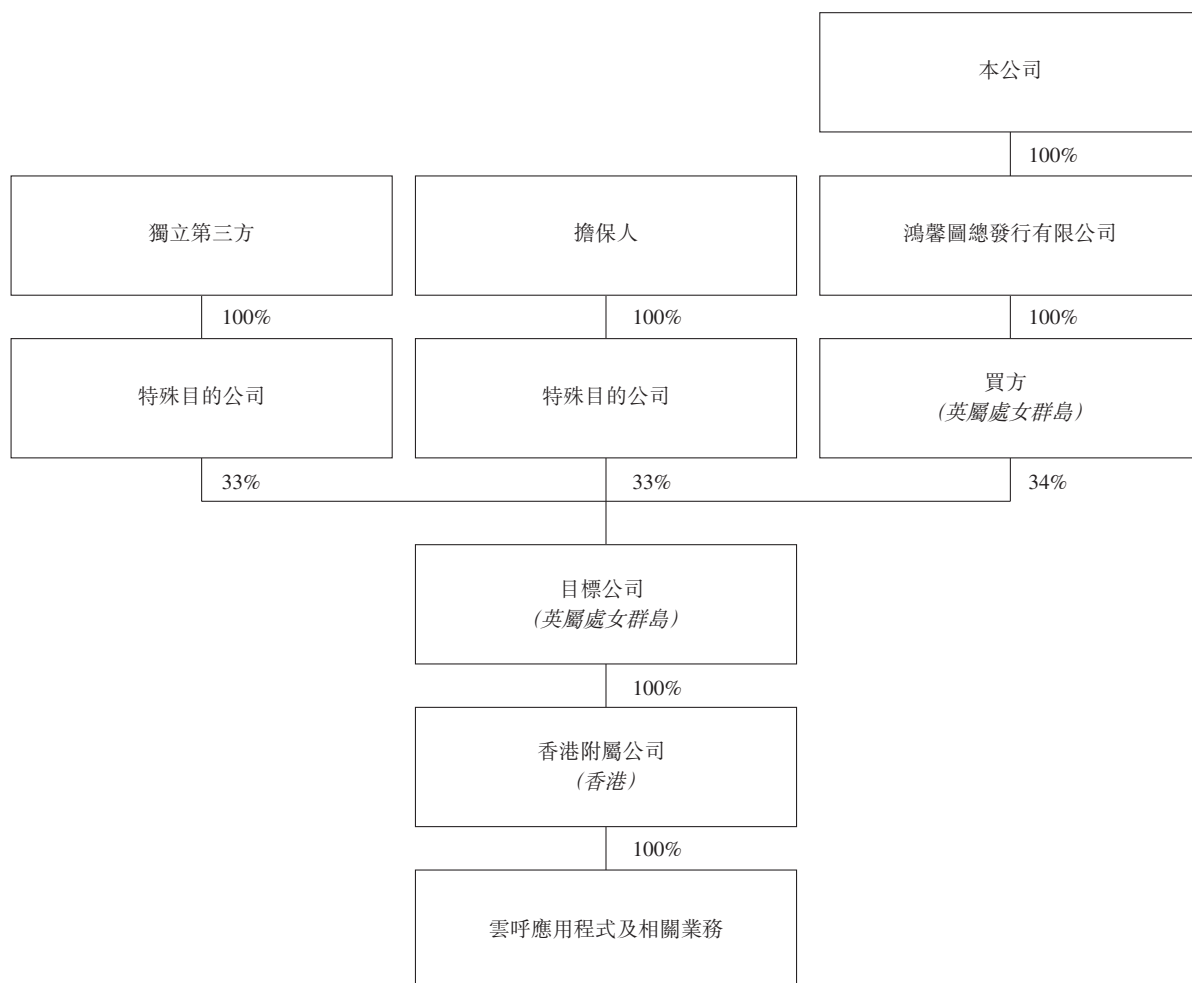 本公司
100%
獨立第三方
擔保人
鴻馨圖總發行有限公司
100%
100%
100%
特殊目的公司
特殊目的公司
買方
(英屬處女群島)
33%
33%
34%
目標公司
(英屬處女群島)
100%
香港附屬公司
(香港)
100%
雲呼應用程式及相關業務